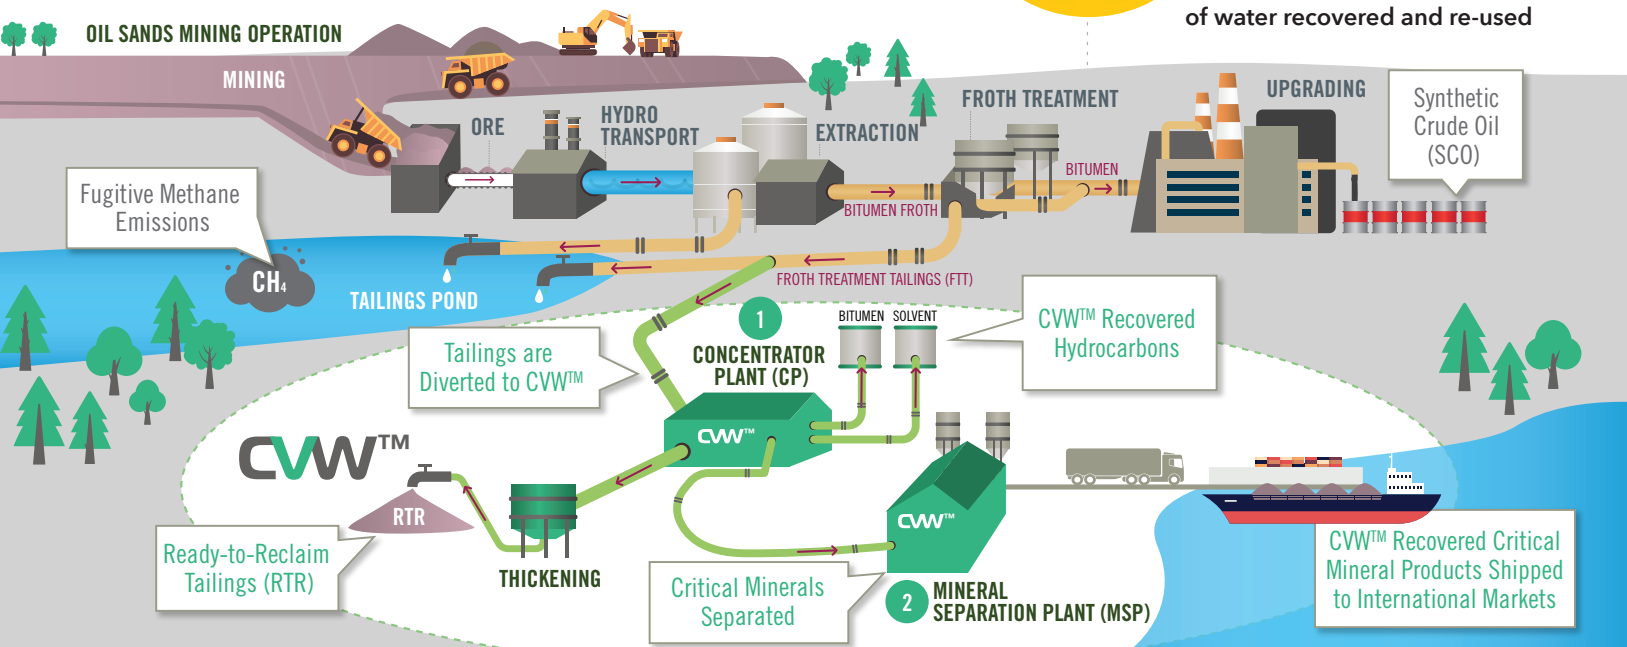 of water recovered and re-used
OIL SANDS MINING OPERATION
MINING
ORE
HYDRO
TRANSPORT
EXTRACTION
FROTH TREATMENT
UPGRADING
Synthetic
Crude Oil
(SCO)
BITUMEN
BITUMEN FROTH
Fugitive Methane
Emissions
CH₄
TAILINGS POND
FROTH TREATMENT TAILINGS (FTT)
1
CONCENTRATOR
PLANT (CP)
BITUMEN
SOLVENT
CVW™ Recovered
Hydrocarbons
Tailings are
Diverted to CVW™
CVW™
CVW™
RTR
Ready-to-Reclaim
Tailings (RTR)
THICKENING
CVW™
Critical Minerals
Separated
2
MINERAL
SEPARATION PLANT (MSP)
CVW™ Recovered Critical
Mineral Products Shipped
to International Markets